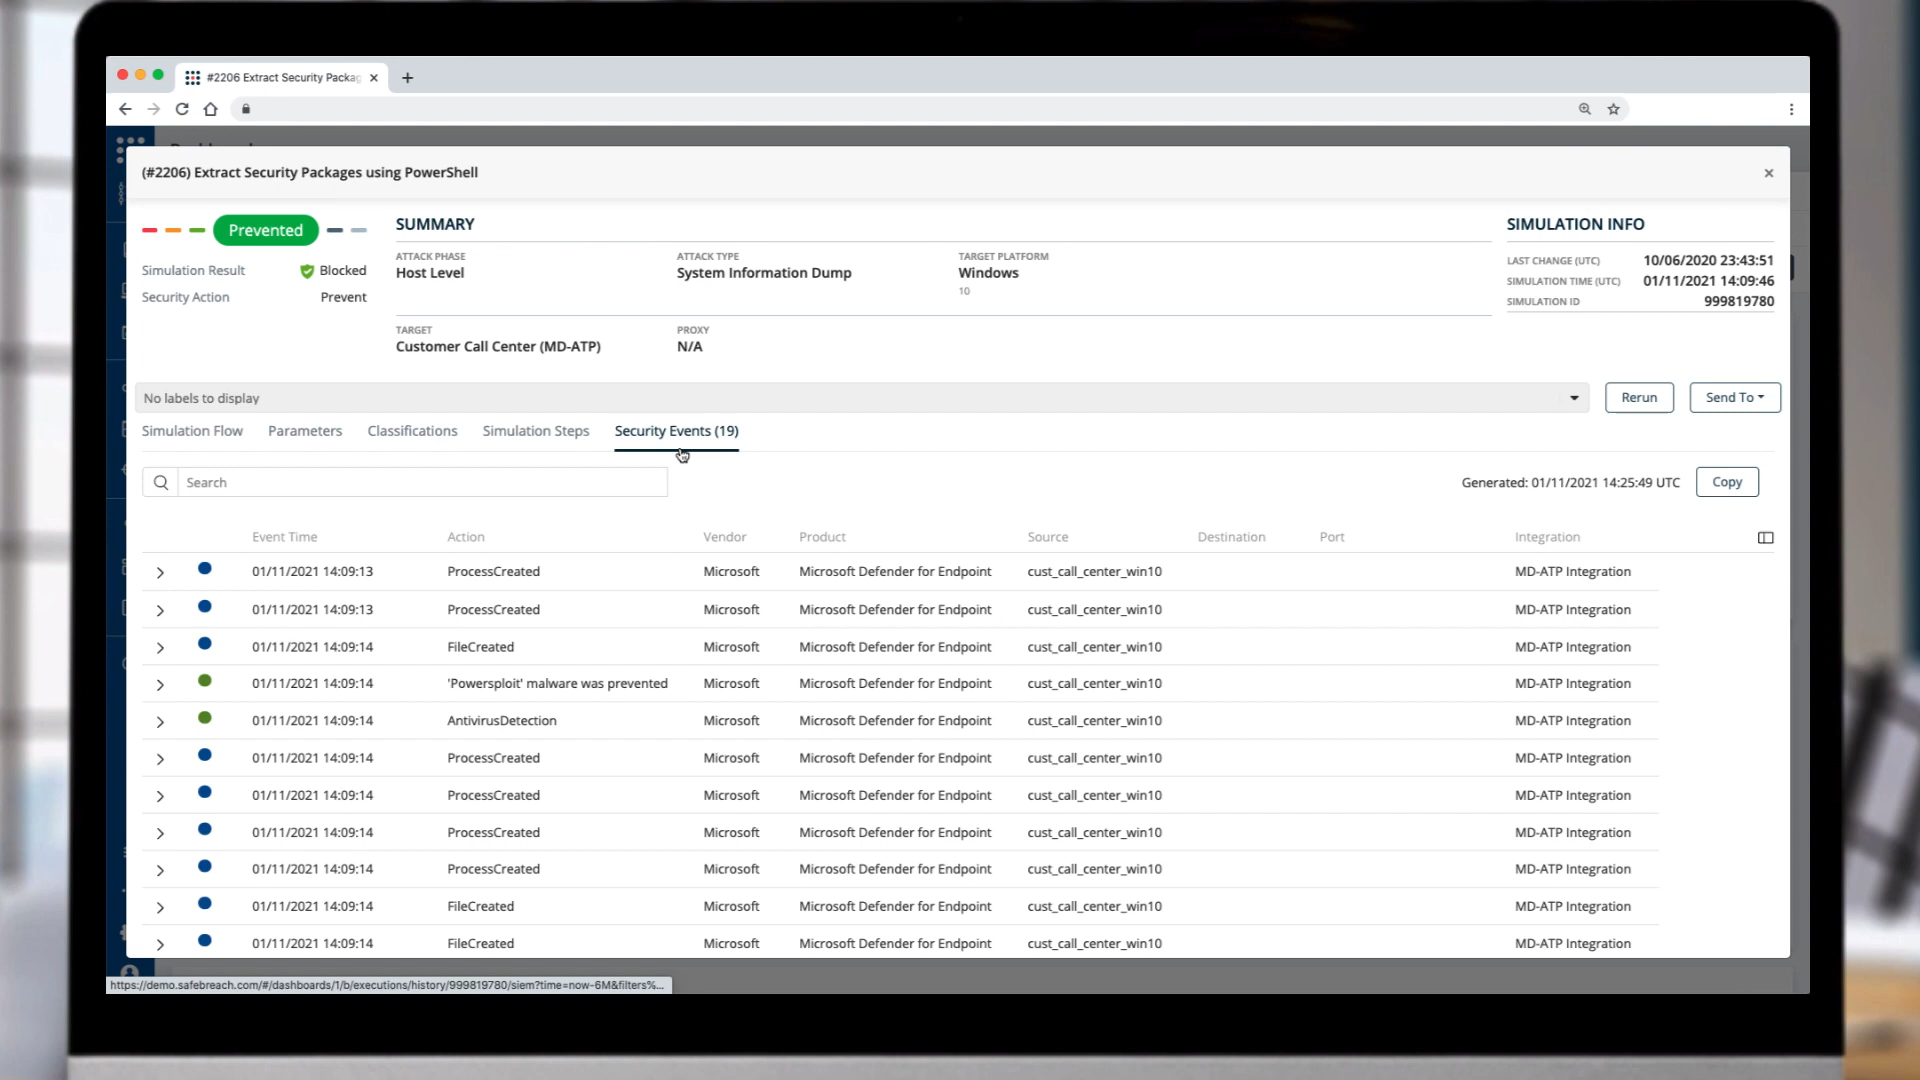 #2206 Extract Security Packag
(#2206) Extract Security Packages using PowerShell
Prevented
Simulation Result Blocked
Security Action Prevent
SUMMARY
ATTACK PHASE ATTACK TYPE TARGET PLATFORM
Host Level System Information Dump Windows
10
TARGET PROXY
Customer Call Center (MD-ATP) N/A
SIMULATION INFO
LAST CHANGE (UTC) 10/06/2020 23:43:51
SIMULATION TIME (UTC) 01/11/2021 14:09:46
SIMULATION ID 999819780
No labels to display
Rerun Send To
Simulation Flow Parameters Classifications Simulation Steps Security Events (19)
Search Generated: 01/11/2021 14:25:49 UTC Copy
Event Time Action Vendor Product Source Destination Port Integration
01/11/2021 14:09:13 ProcessCreated Microsoft Microsoft Defender for Endpoint cust_call_center_win10 MD-ATP Integration
01/11/2021 14:09:13 ProcessCreated Microsoft Microsoft Defender for Endpoint cust_call_center_win10 MD-ATP Integration
01/11/2021 14:09:14 FileCreated Microsoft Microsoft Defender for Endpoint cust_call_center_win10 MD-ATP Integration
01/11/2021 14:09:14 'Powersploit' malware was prevented Microsoft Microsoft Defender for Endpoint cust_call_center_win10 MD-ATP Integration
01/11/2021 14:09:14 AntivirusDetection Microsoft Microsoft Defender for Endpoint cust_call_center_win10 MD-ATP Integration
01/11/2021 14:09:14 ProcessCreated Microsoft Microsoft Defender for Endpoint cust_call_center_win10 MD-ATP Integration
01/11/2021 14:09:14 ProcessCreated Microsoft Microsoft Defender for Endpoint cust_call_center_win10 MD-ATP Integration
01/11/2021 14:09:14 ProcessCreated Microsoft Microsoft Defender for Endpoint cust_call_center_win10 MD-ATP Integration
01/11/2021 14:09:14 ProcessCreated Microsoft Microsoft Defender for Endpoint cust_call_center_win10 MD-ATP Integration
01/11/2021 14:09:14 FileCreated Microsoft Microsoft Defender for Endpoint cust_call_center_win10 MD-ATP Integration
01/11/2021 14:09:14 FileCreated Microsoft Microsoft Defender for Endpoint cust_call_center_win10 MD-ATP Integration
https://demo.safebreach.com/#/dashboards/1/b/executions/history/999819780/siem?time=now-6M&filters%...